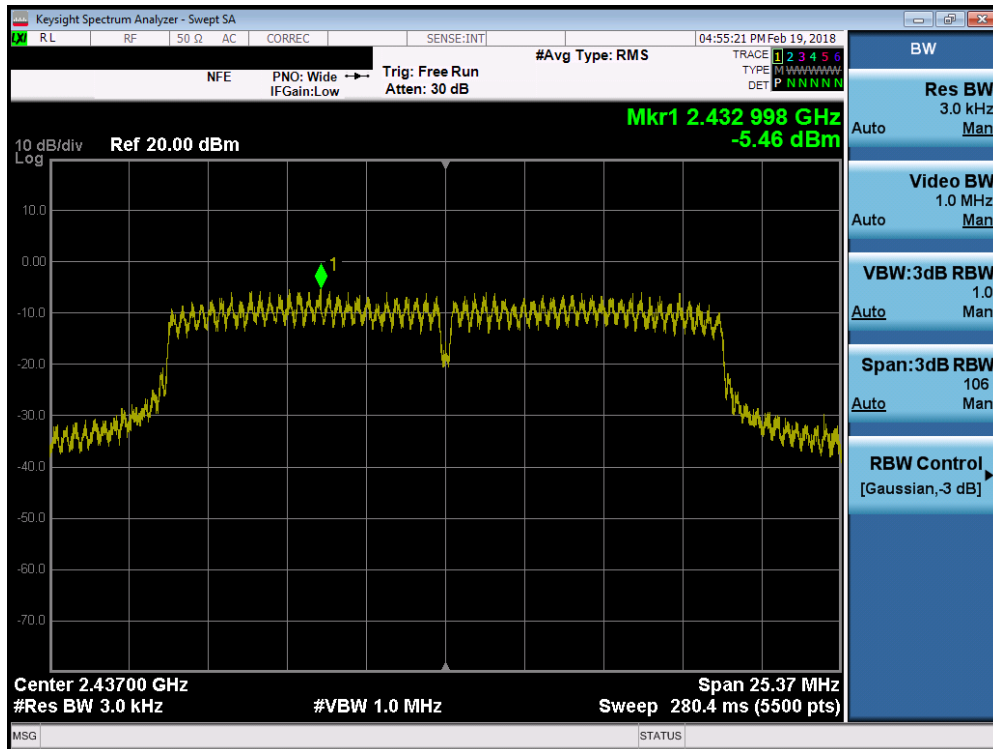 Keysight Spectrum Analyzer - Swept SA
LXI RL RF 50 Ω AC CORREC SENSE:INT 04:55:21 PM Feb 19, 2018
#Avg Type: RMS
TRACE 1 2 3 4 5 6
TYPE M W W W W W
DET P N N N N N
NFE PNO: Wide Trig: Free Run
IFGain:Low Atten: 30 dB
Mkr1 2.432 998 GHz
-5.46 dBm
10 dB/div Ref 20.00 dBm
Log
10.0
0.00
1
-10.0
-20.0
-30.0
-40.0
-50.0
-60.0
-70.0
Center 2.43700 GHz Span 25.37 MHz
#Res BW 3.0 kHz #VBW 1.0 MHz Sweep 280.4 ms (5500 pts)
MSG STATUS
BW
Res BW
3.0 kHz
Auto Man
Video BW
1.0 MHz
Auto Man
VBW:3dB RBW
1.0
Auto Man
Span:3dB RBW
106
Auto Man
RBW Control
[Gaussian,-3 dB]